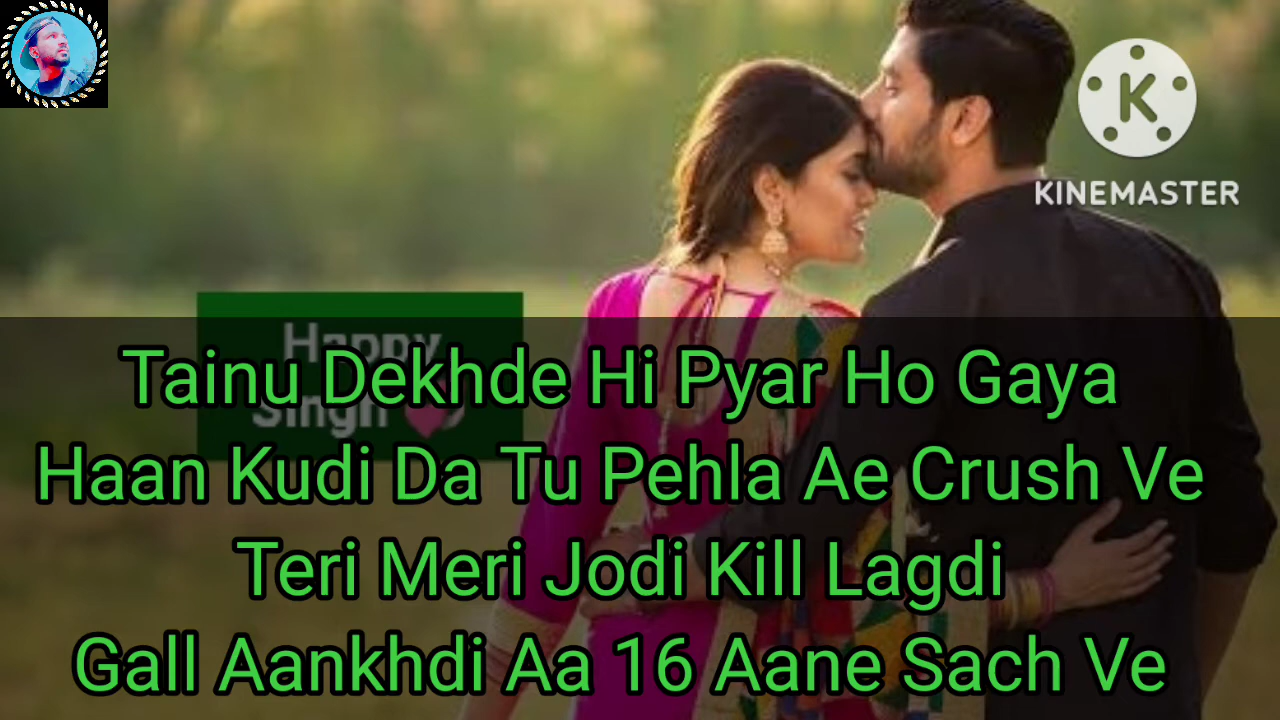 K
KINEMASTER
Happy
Singh
Tainu Dekhde Hi Pyar Ho Gaya
Haan Kudi Da Tu Pehla Ae Crush Ve
Teri Meri Jodi Kill Lagdi
Gall Aankhdi Aa 16 Aane Sach Ve